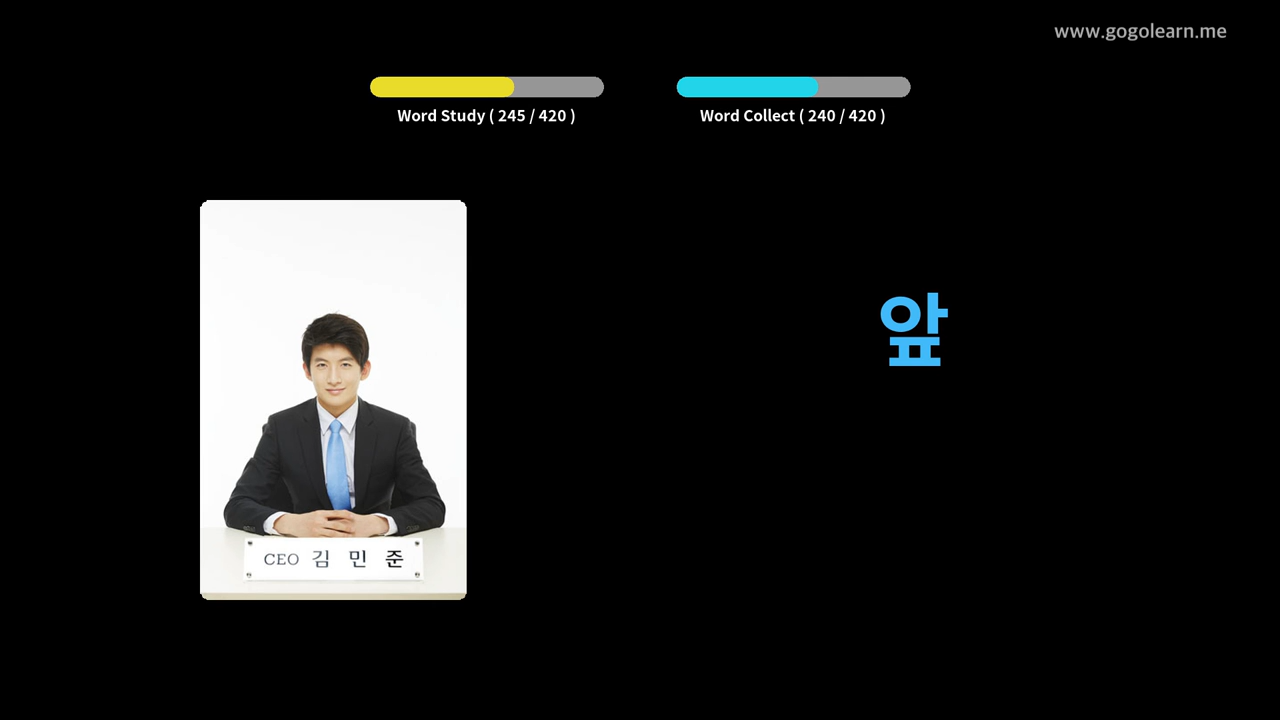 www.gogolearn.me
Word Study ( 245 / 420 )
Word Collect ( 240 / 420 )
앞
CEO 김 민 준